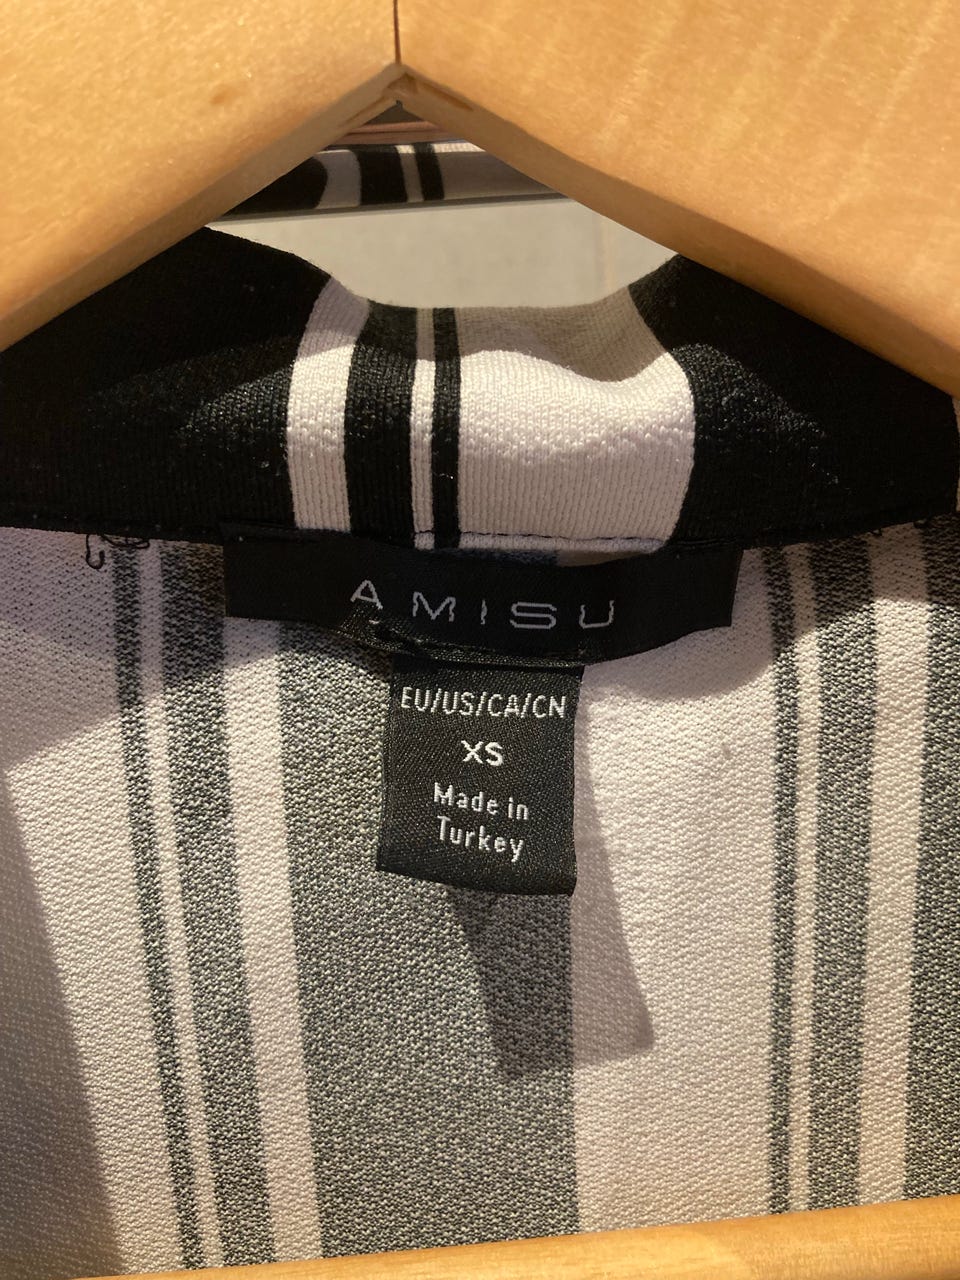 AMISU
EU/US/CA/CN
XS
Made in
Turkey